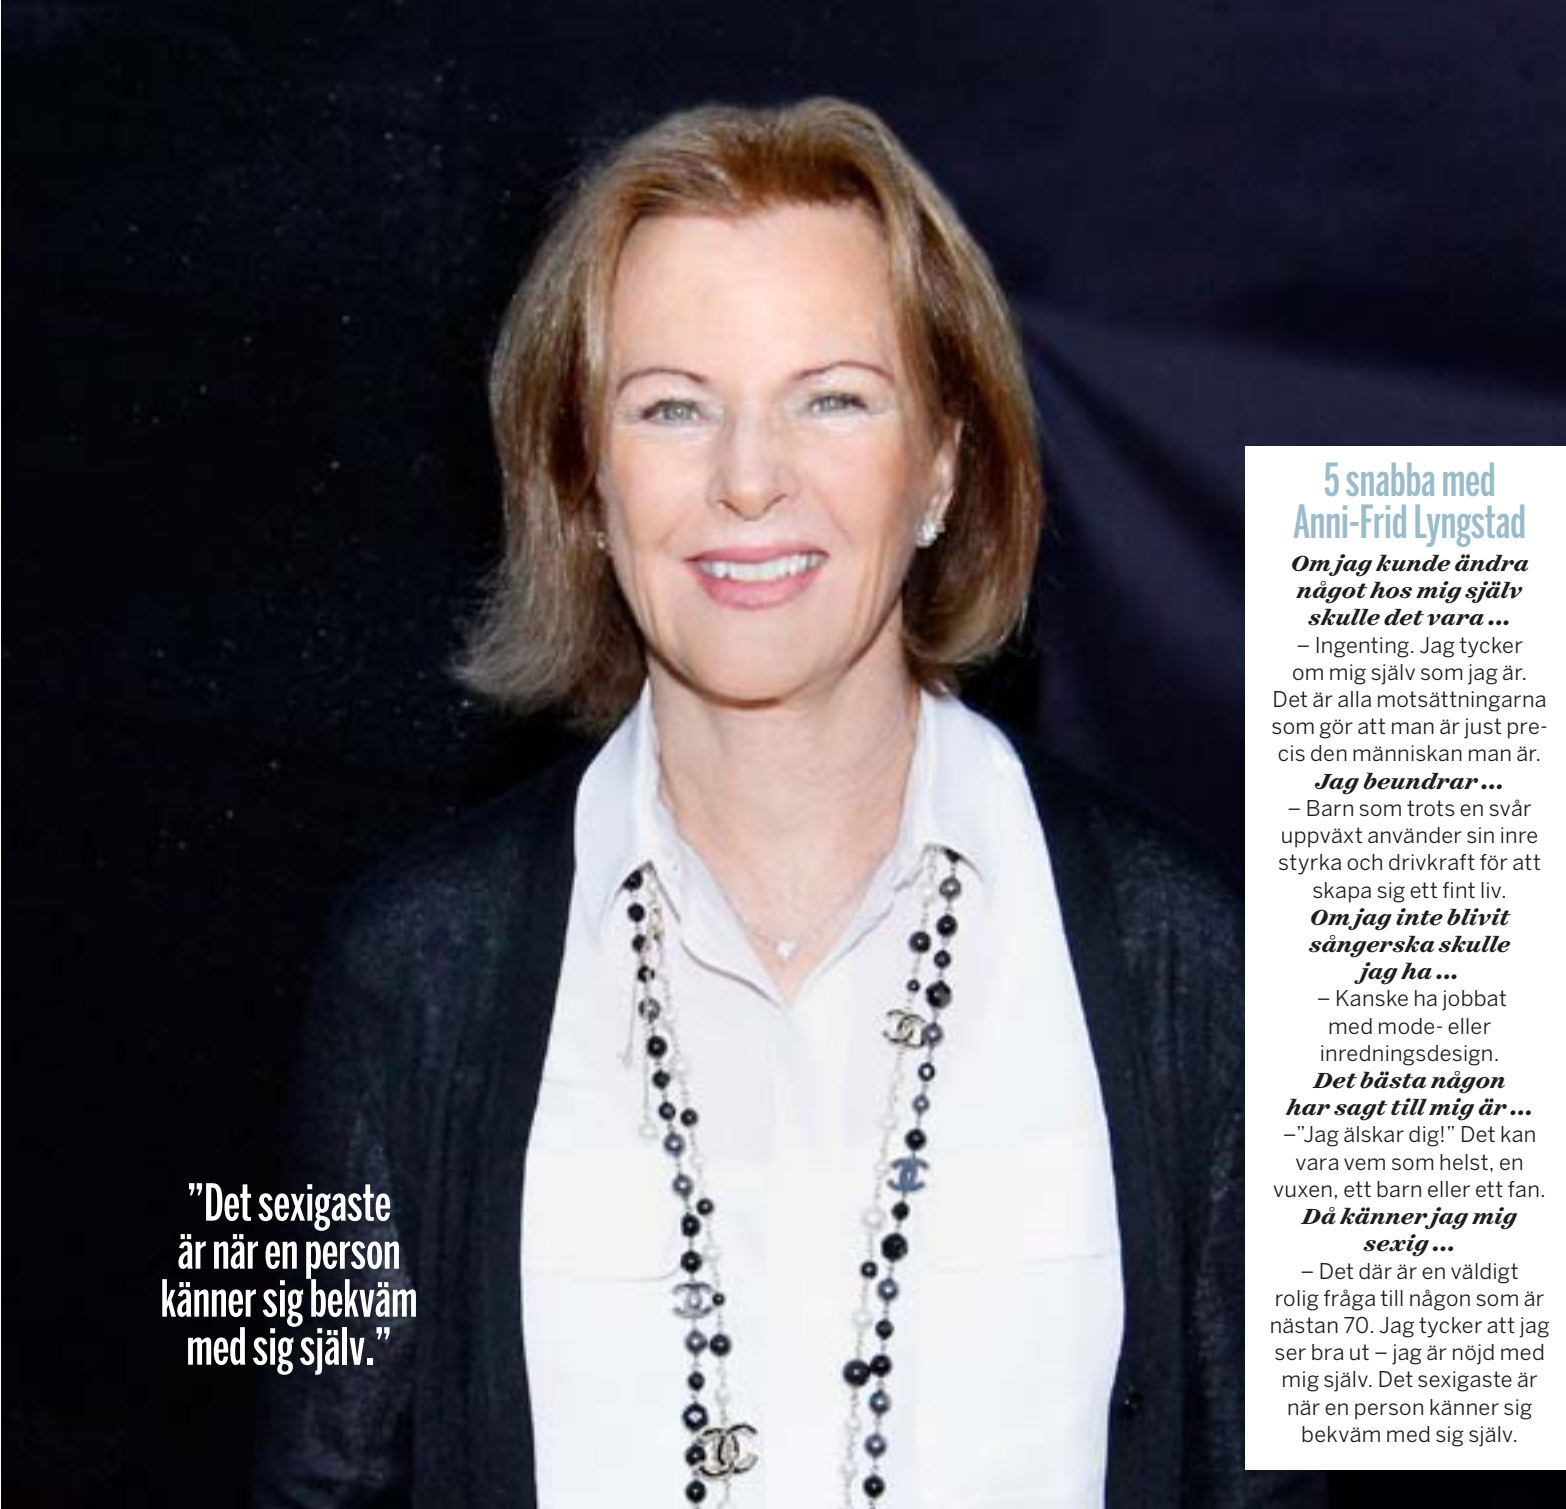 5 snabba med
Anni-Frid Lyngstad
Om jag kunde ändra
något hos mig själv
skulle det vara ...
– Ingenting. Jag tycker
om mig själv som jag är.
Det är alla motsättningarna
som gör att man är just pre-
cis den människan man är.
Jag beundrar ...
– Barn som trots en svår
uppväxt använder sin inre
styrka och drivkraft för att
skapa sig ett fint liv.
Om jag inte blivit
sångerska skulle
jag ha ...
– Kanske ha jobbat
med mode- eller
inredningsdesign.
Det bästa någon
har sagt till mig är ...
–”Jag älskar dig!” Det kan
vara vem som helst, en
vuxen, ett barn eller ett fan.
Då känner jag mig
sexig ...
– Det där är en väldigt
rolig fråga till någon som är
nästan 70. Jag tycker att jag
ser bra ut – jag är nöjd med
mig själv. Det sexigaste är
när en person känner sig
bekväm med sig själv.
”Det sexigaste
är när en person
känner sig bekväm
med sig själv.”